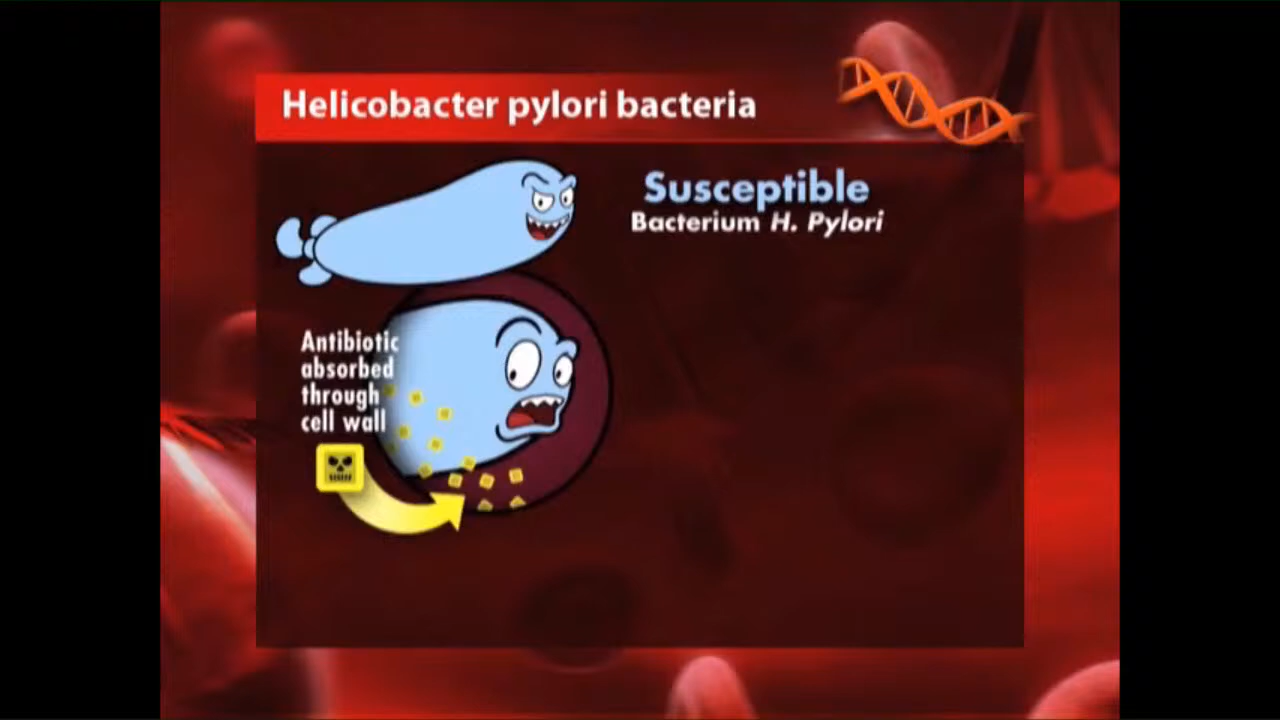 Helicobacter pylori bacteria
Susceptible
Bacterium H. Pylori
Antibiotic
absorbed
through
cell wall